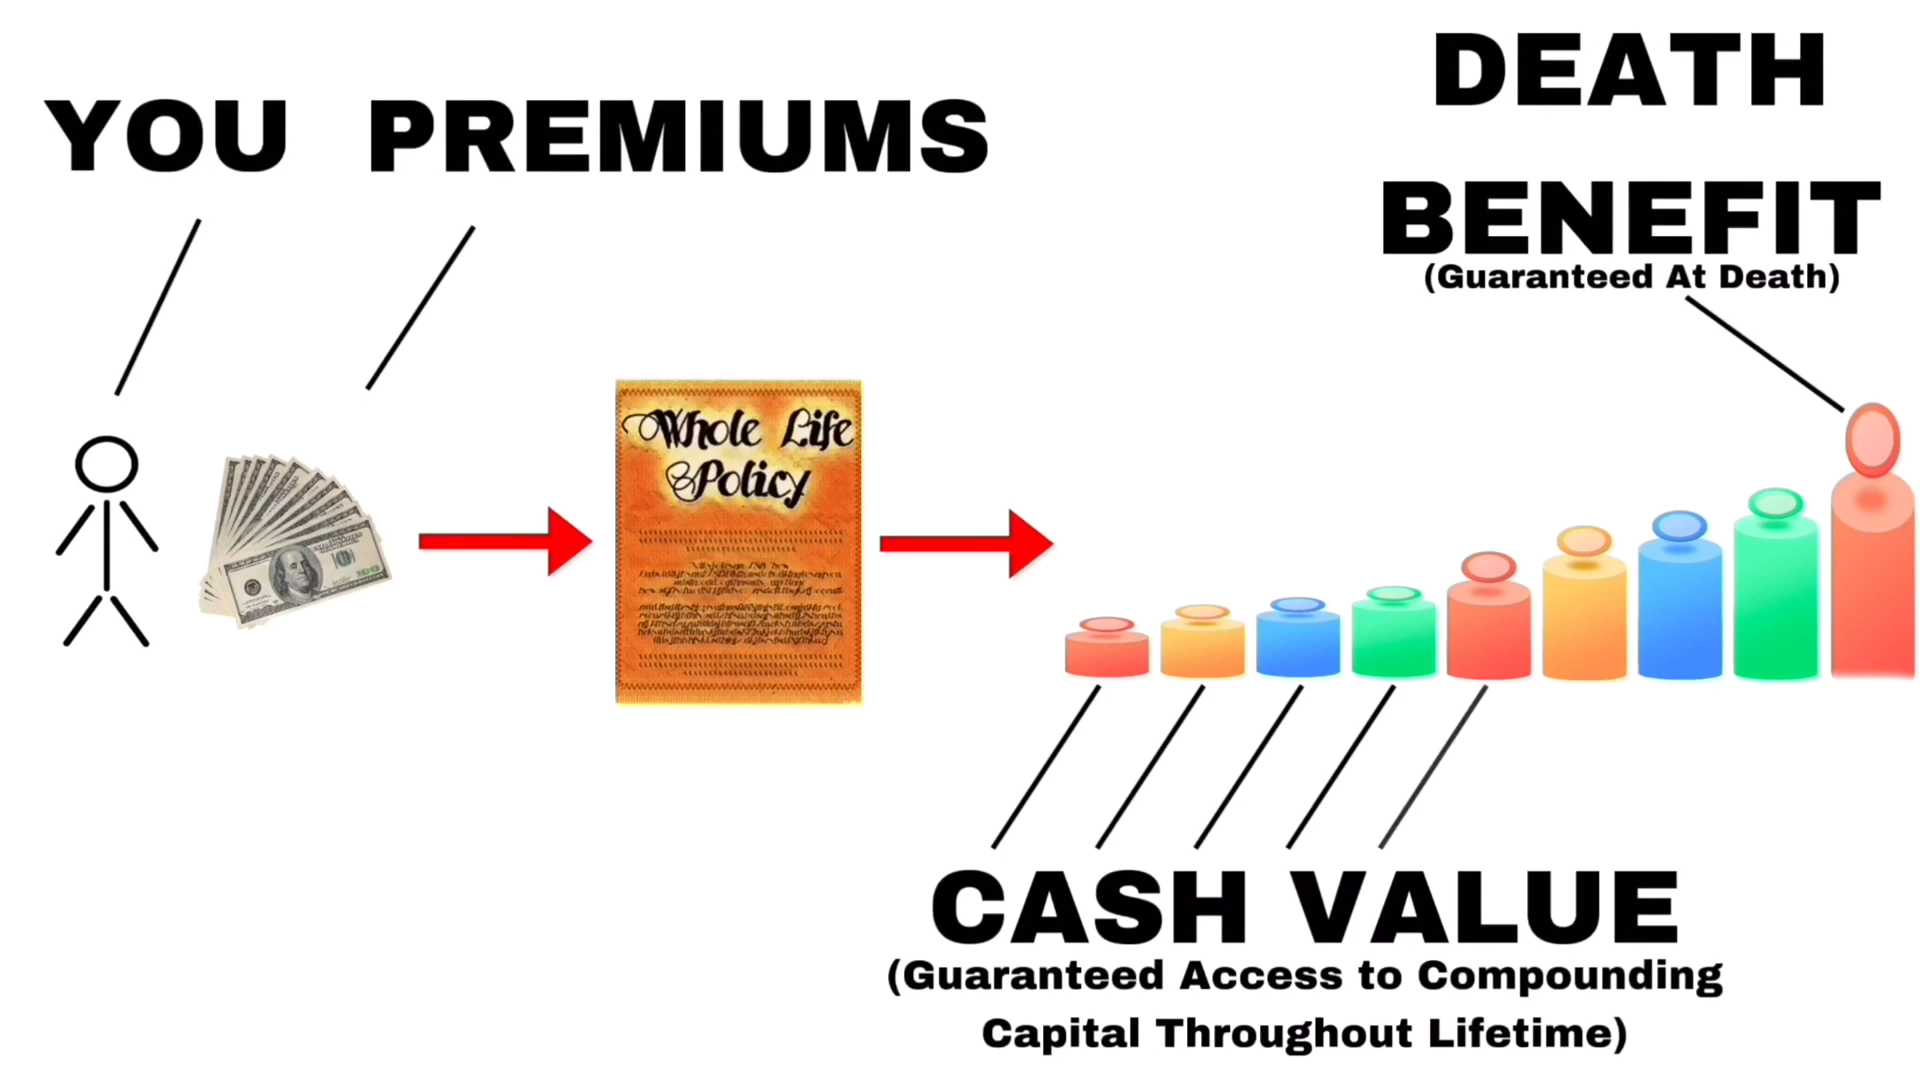 YOU PREMIUMS
DEATH
BENEFIT
(Guaranteed At Death)
Whole Life
Policy
CASH VALUE
(Guaranteed Access to Compounding
Capital Throughout Lifetime)